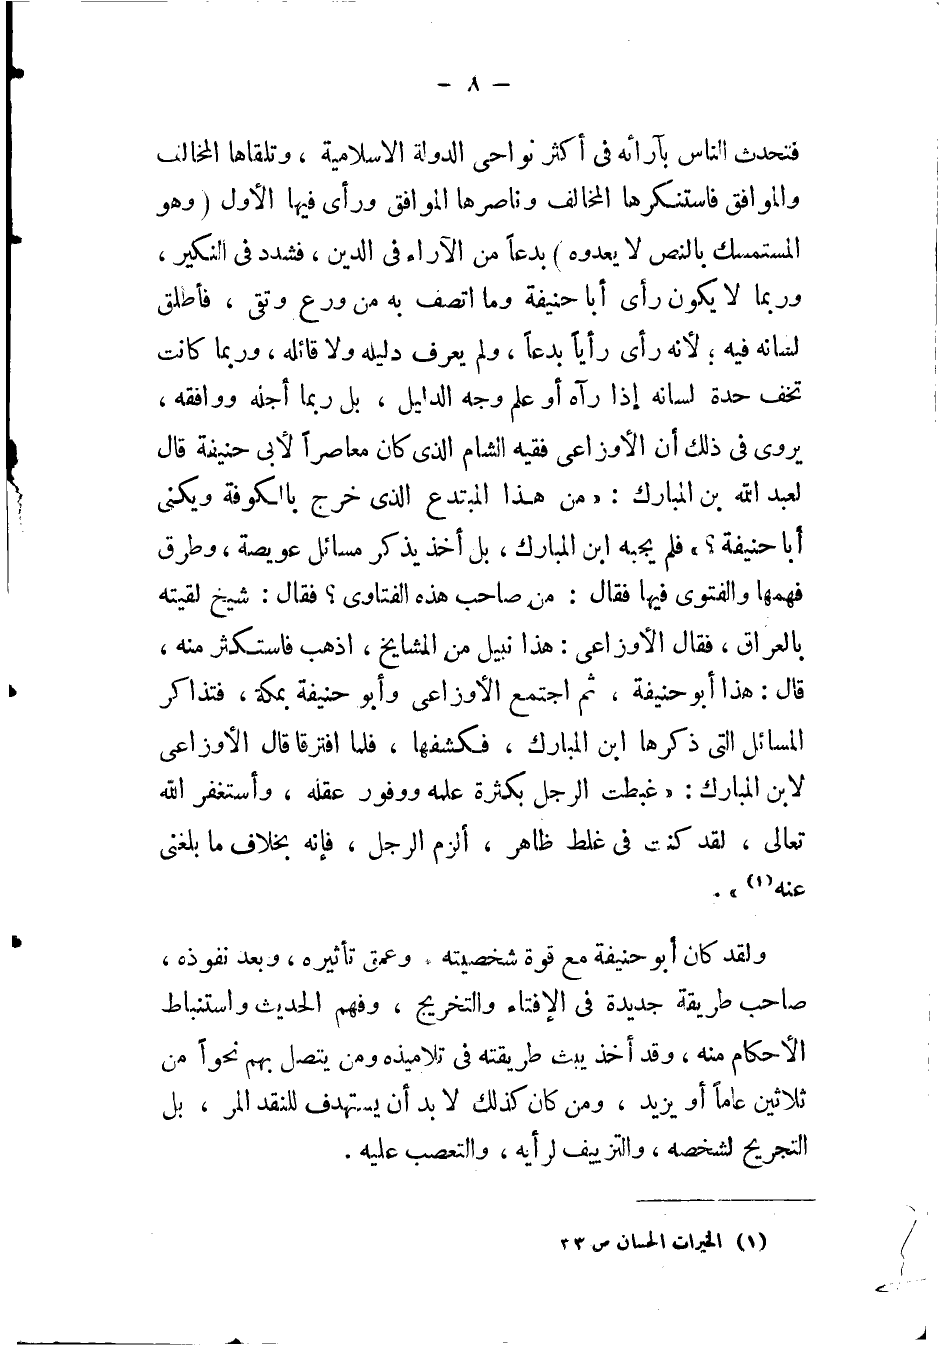 — ٨ —
فتحدث الناس بآرائه فى أكثر نواحى الدولة الاسلامية ، وتلقاها المخالف
والموافق فاستنكرها المخالف وناصرها الموافق ورأى فيها الأول ( وهو
المستمسك بالنص لا يعدوه ) بدعاً من الآراء فى الدين ، فشدد فى النكير ،
وربما لا يكون رأى أبا حنيفة وما اتصف به من ورع وتقى ، فأطلق
لسانه فيه ؛ لأنه رأى رأياً بدعاً ، ولم يعرف دليله ولا قائله ، وربما كانت
تخف حدة لسانه إذا رآه أو علم وجه الدليل ، بل ربما أجله ووافقه ،
يروى فى ذلك أن الأوزاعى فقيه الشام الذى كان معاصراً لأبى حنيفة قال
لعبد الله بن المبارك : « من هذا المبتدع الذى خرج بالكوفة ويكنى
أبا حنيفة ؟ » فلم يجبه ابن المبارك ، بل أخذ يذكر مسائل عويصة ، وطرق
فهمها والفتوى فيها فقال : من صاحب هذه الفتاوى ؟ فقال : شيخ لقيته
بالعراق ، فقال الأوزاعى : هذا نبيل من المشايخ ، اذهب فاستكثر منه ،
قال : هذا أبو حنيفة ، ثم اجتمع الأوزاعى وأبو حنيفة بمكة ، فتذاكر
المسائل التى ذكرها ابن المبارك ، فكشفها ، فلما افترقا قال الأوزاعى
لابن المبارك : « غبطت الرجل بكثرة علمه ووفور عقله ، وأستغفر الله
تعالى ، لقد كنت فى غلط ظاهر ، ألزم الرجل ، فإنه بخلاف ما بلغنى
عنه(١) » .
ولقد كان أبو حنيفة مع قوة شخصيته ، وعمق تأثيره ، وبعد نفوذه ،
صاحب طريقة جديدة فى الإفتاء والتخريج ، وفهم الحديث واستنباط
الأحكام منه ، وقد أخذ يبث طريقته فى تلاميذه ومن يتصل بهم نحواً من
ثلاثين عاماً أو يزيد ، ومن كان كذلك لا بد أن يستهدف للنقد المر ، بل
التجريح لشخصه ، والتزييف لرأيه ، والتعصب عليه .
(١) الخيرات الحسان ص ٣٣